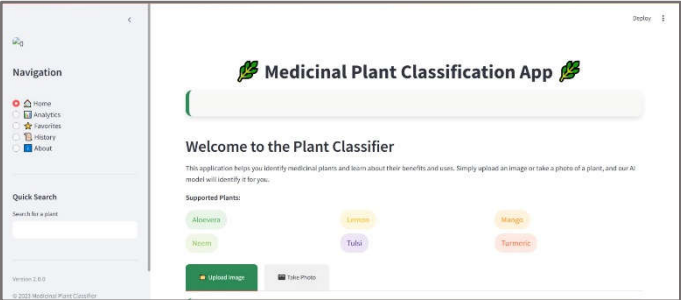 Deploy
Navigation
Home
Analytics
Favorites
History
About
Quick Search
Search for a plant
Version 2.0.0
© 2023 Medicinal Plant Classifier
Medicinal Plant Classification App
Welcome to the Plant Classifier
This application helps you identify medicinal plants and learn about their benefits and uses. Simply upload an image or take a photo of a plant, and our AI
model will identify it for you.
Supported Plants:
Aloevera Lemon Mango
Neem Tulsi Turmeric
Upload Image Take Photo